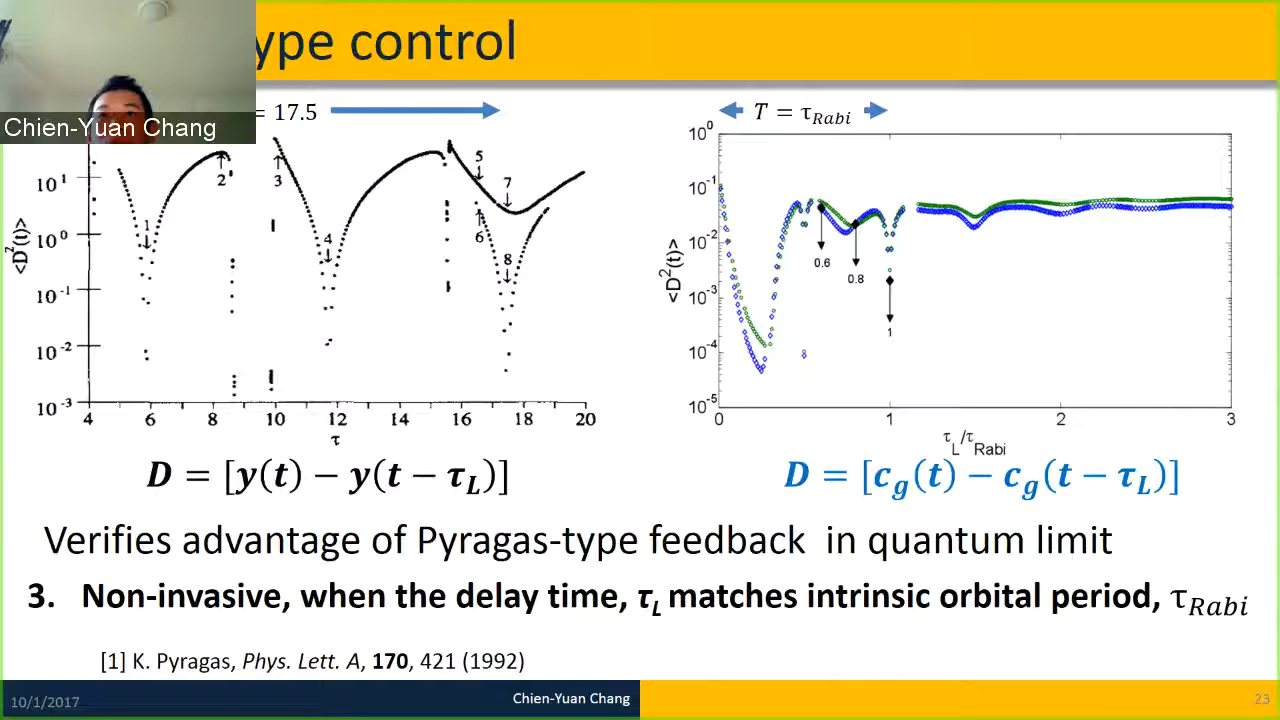 ype control
Chien-Yuan Chang
= 17.5
T = τ_Rabi
<D²(t)>
10¹
10⁰
10⁻¹
10⁻²
10⁻³
1 2 3 4 5 6 7 8
4 6 8 10 12 14 16 18 20
τ
<D²(t)>
10⁰
10⁻¹
10⁻²
10⁻³
10⁻⁴
10⁻⁵
0.6
0.8
1
0 1 2 3
τ_L/τ_Rabi
D = [y(t) − y(t − τ_L)]
D = [c_g(t) − c_g(t − τ_L)]
Verifies advantage of Pyragas-type feedback in quantum limit
3. Non-invasive, when the delay time, τ_L matches intrinsic orbital period, τ_Rabi
[1] K. Pyragas, Phys. Lett. A, 170, 421 (1992)
10/1/2017
Chien-Yuan Chang
23